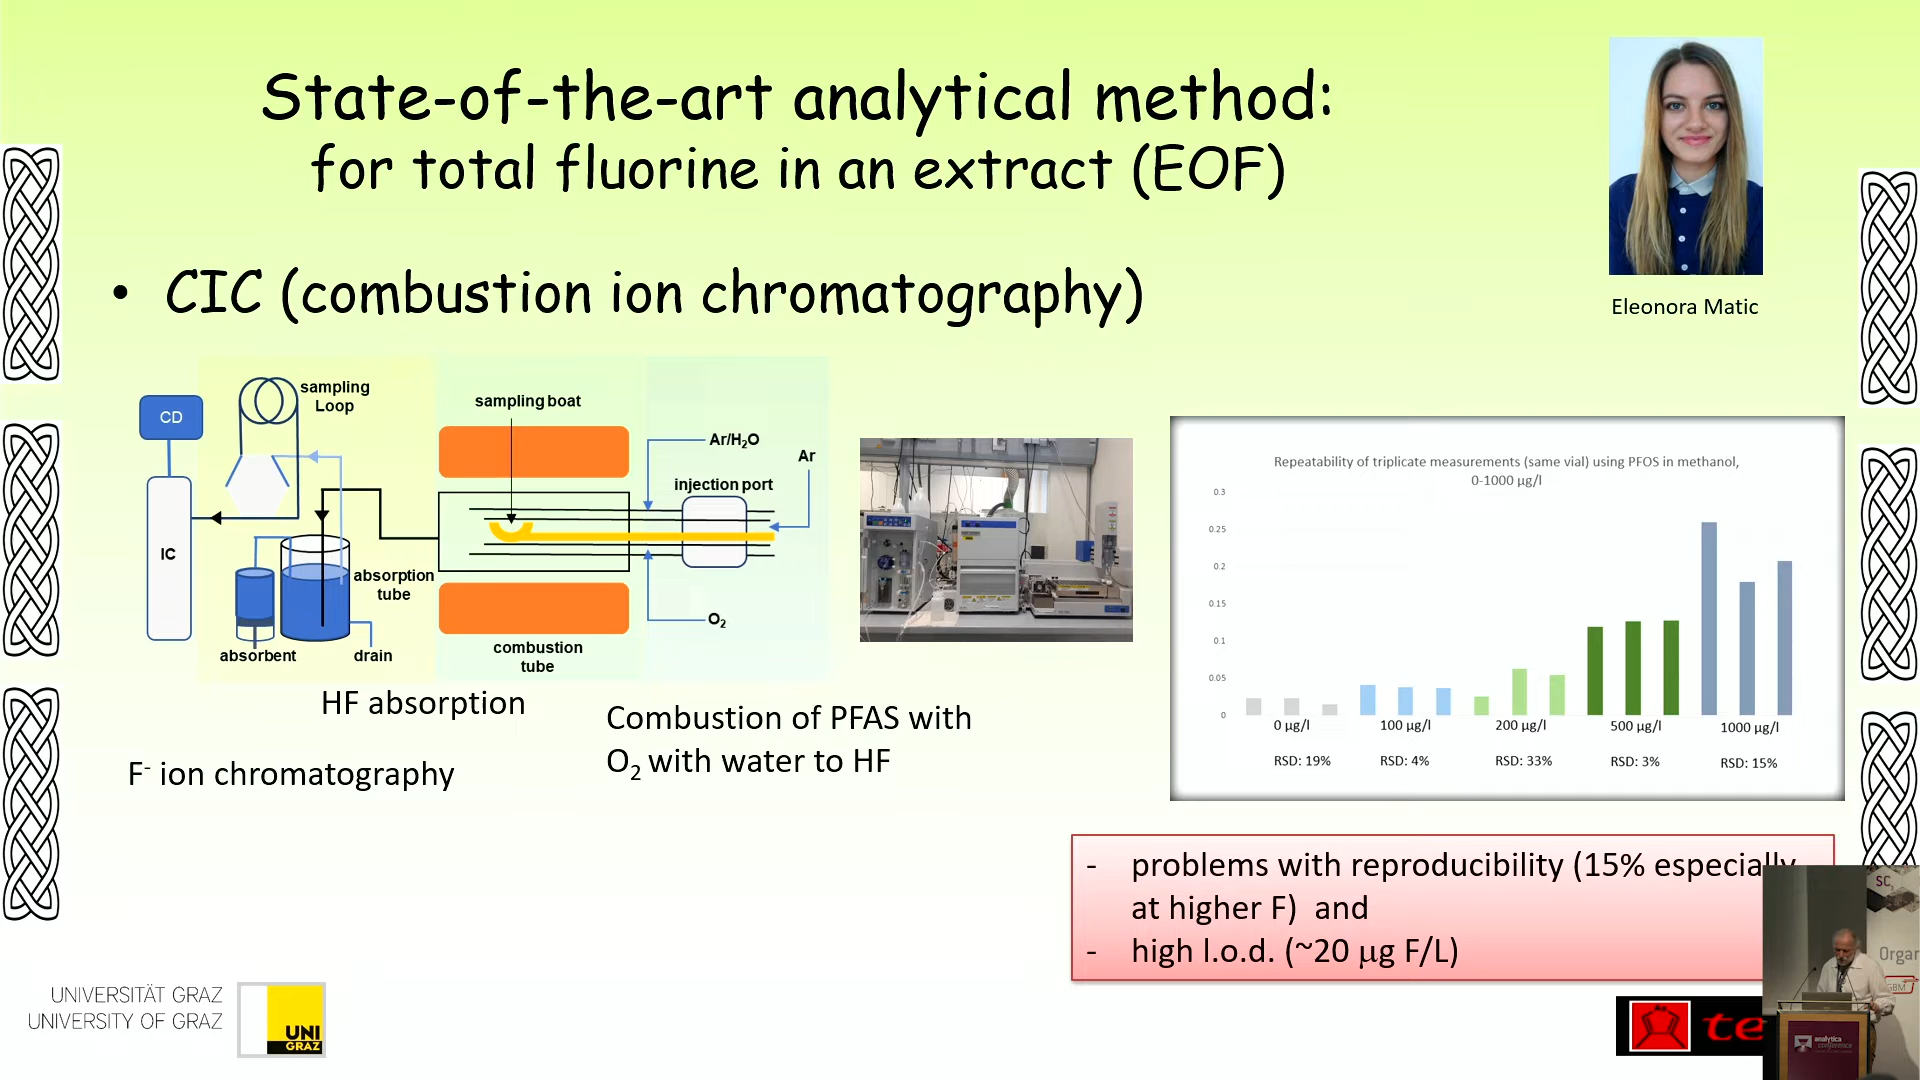 State-of-the-art analytical method:
for total fluorine in an extract (EOF)
Eleonora Matic
• CIC (combustion ion chromatography)
sampling
Loop
CD
sampling boat
Ar/H₂O
Ar
injection port
IC
absorption
tube
O₂
absorbent
drain
combustion
tube
HF absorption
Combustion of PFAS with
O₂ with water to HF
F⁻ ion chromatography
Repeatability of triplicate measurements (same vial) using PFOS in methanol,
0-1000 µg/l
0.3
0.25
0.2
0.15
0.1
0.05
0
0 µg/l
100 µg/l
200 µg/l
500 µg/l
1000 µg/l
RSD: 19%
RSD: 4%
RSD: 33%
RSD: 3%
RSD: 15%
- problems with reproducibility (15% especially
at higher F) and
- high l.o.d. (~20 µg F/L)
UNIVERSITÄT GRAZ
UNIVERSITY OF GRAZ
UNI
GRAZ
te
SC
Organ
GBM
analytica
conference